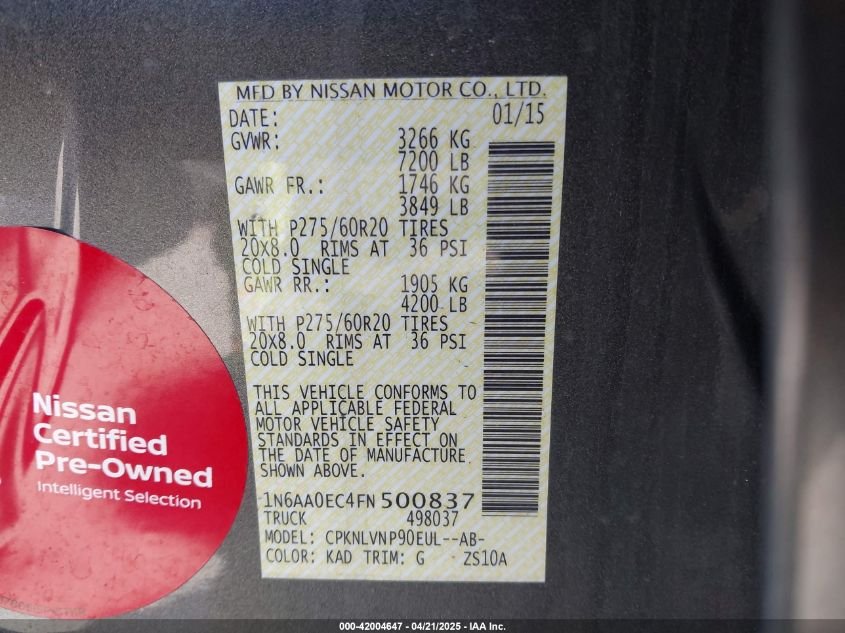 MFD BY NISSAN MOTOR CO., LTD.
DATE: 01/15
GVWR: 3266 KG
7200 LB
GAWR FR.: 1746 KG
3849 LB
WITH P275/60R20 TIRES
20X8.0 RIMS AT 36 PSI
COLD SINGLE
GAWR RR.: 1905 KG
4200 LB
WITH P275/60R20 TIRES
20X8.0 RIMS AT 36 PSI
COLD SINGLE
THIS VEHICLE CONFORMS TO
ALL APPLICABLE FEDERAL
MOTOR VEHICLE SAFETY
STANDARDS IN EFFECT ON
THE DATE OF MANUFACTURE
SHOWN ABOVE.
1N6AA0EC4FN500837
TRUCK 498037
MODEL: CPKNLVNP90EUL--AB-
COLOR: KAD TRIM: G ZS10A
Nissan
Certified
Pre-Owned
Intelligent Selection
000-42004647 - 04/21/2025 - IAA Inc.